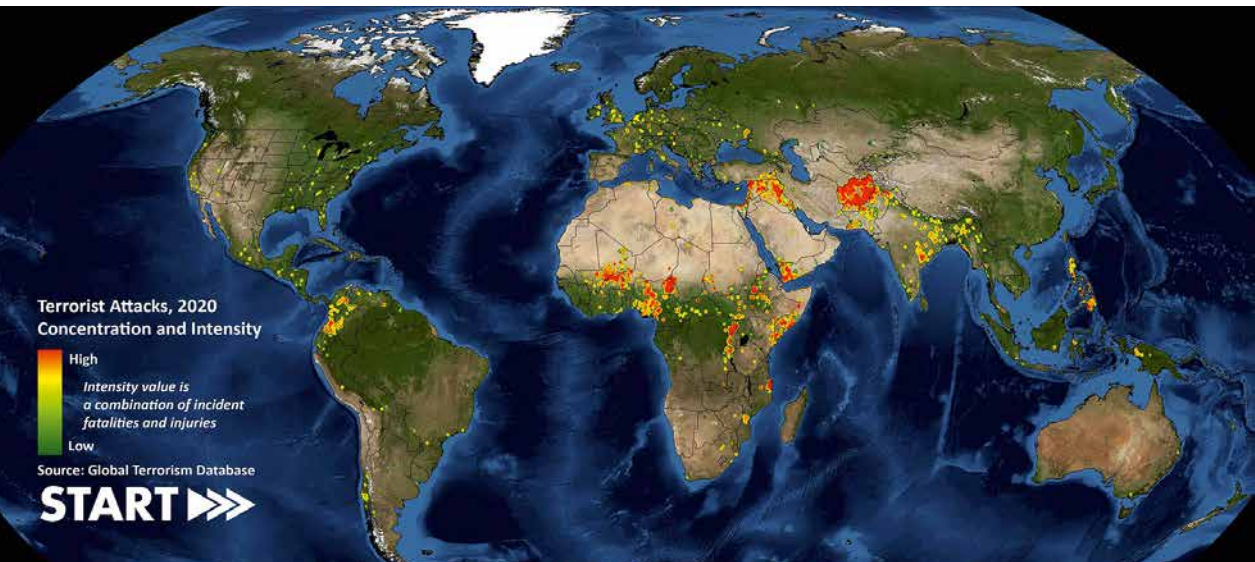 Terrorist Attacks, 2020
Concentration and Intensity
High
Intensity value is
a combination of incident
fatalities and injuries
Low
Source: Global Terrorism Database
START